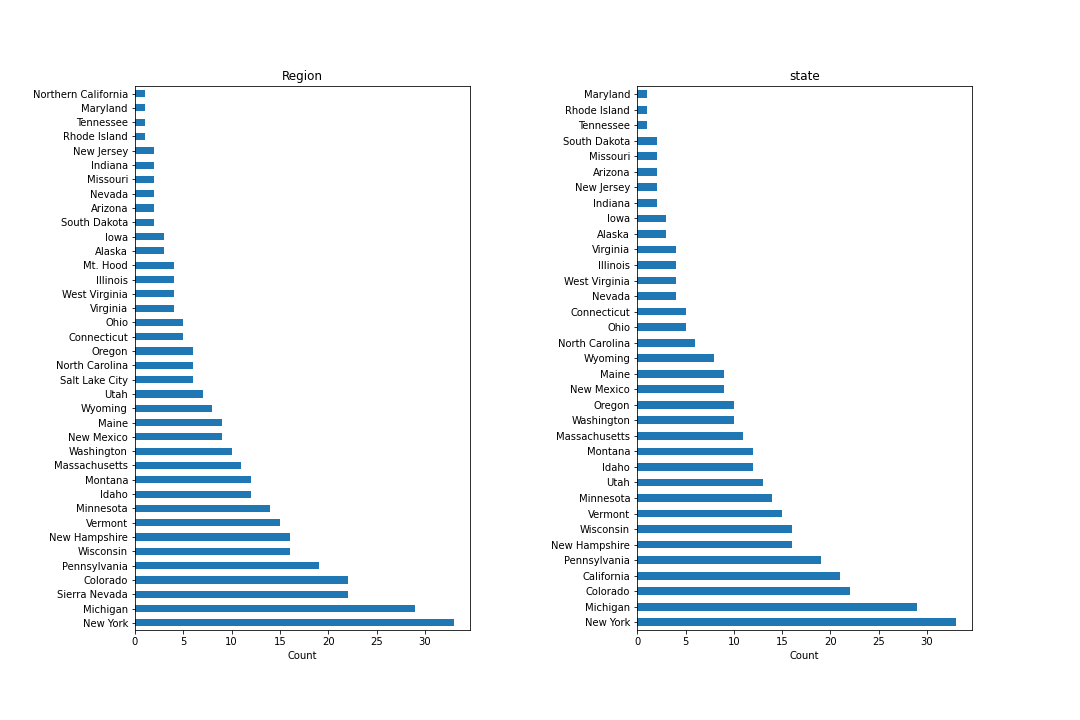 Region
Northern California
Maryland
Tennessee
Rhode Island
New Jersey
Indiana
Missouri
Nevada
Arizona
South Dakota
Iowa
Alaska
Mt. Hood
Illinois
West Virginia
Virginia
Ohio
Connecticut
Oregon
North Carolina
Salt Lake City
Utah
Wyoming
Maine
New Mexico
Washington
Massachusetts
Montana
Idaho
Minnesota
Vermont
New Hampshire
Wisconsin
Pennsylvania
Colorado
Sierra Nevada
Michigan
New York
0 5 10 15 20 25 30
Count
state
Maryland
Rhode Island
Tennessee
South Dakota
Missouri
Arizona
New Jersey
Indiana
Iowa
Alaska
Virginia
Illinois
West Virginia
Nevada
Connecticut
Ohio
North Carolina
Wyoming
Maine
New Mexico
Oregon
Washington
Massachusetts
Montana
Idaho
Utah
Minnesota
Vermont
Wisconsin
New Hampshire
Pennsylvania
California
Colorado
Michigan
New York
0 5 10 15 20 25 30
Count